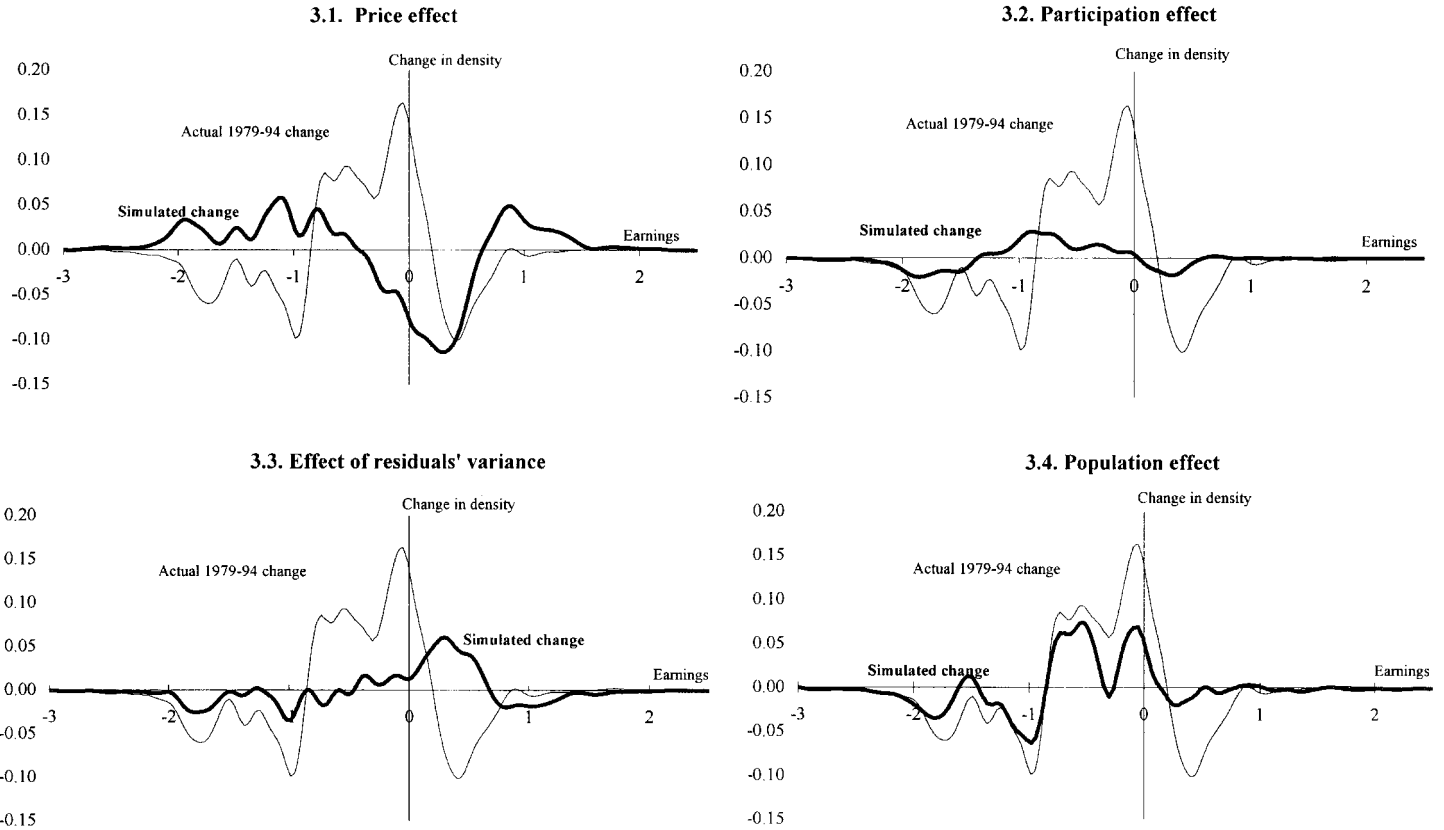 3.1. Price effect
Change in density
0.20
0.15
Actual 1979-94 change
0.10
0.05
Simulated change
Earnings
0.00
-3
-2
-1
0
1
2
-0.05
-0.10
-0.15
3.2. Participation effect
Change in density
0.20
0.15
Actual 1979-94 change
0.10
0.05
Simulated change
Earnings
0.00
-3
-2
-1
0
1
2
-0.05
-0.10
-0.15
3.3. Effect of residuals' variance
Change in density
0.20
0.15
Actual 1979-94 change
0.10
0.05
Simulated change
Earnings
0.00
-3
-2
-1
0
1
2
-0.05
-0.10
-0.15
3.4. Population effect
Change in density
0.20
0.15
Actual 1979-94 change
0.10
0.05
Simulated change
Earnings
0.00
-3
-2
-1
0
1
2
-0.05
-0.10
-0.15